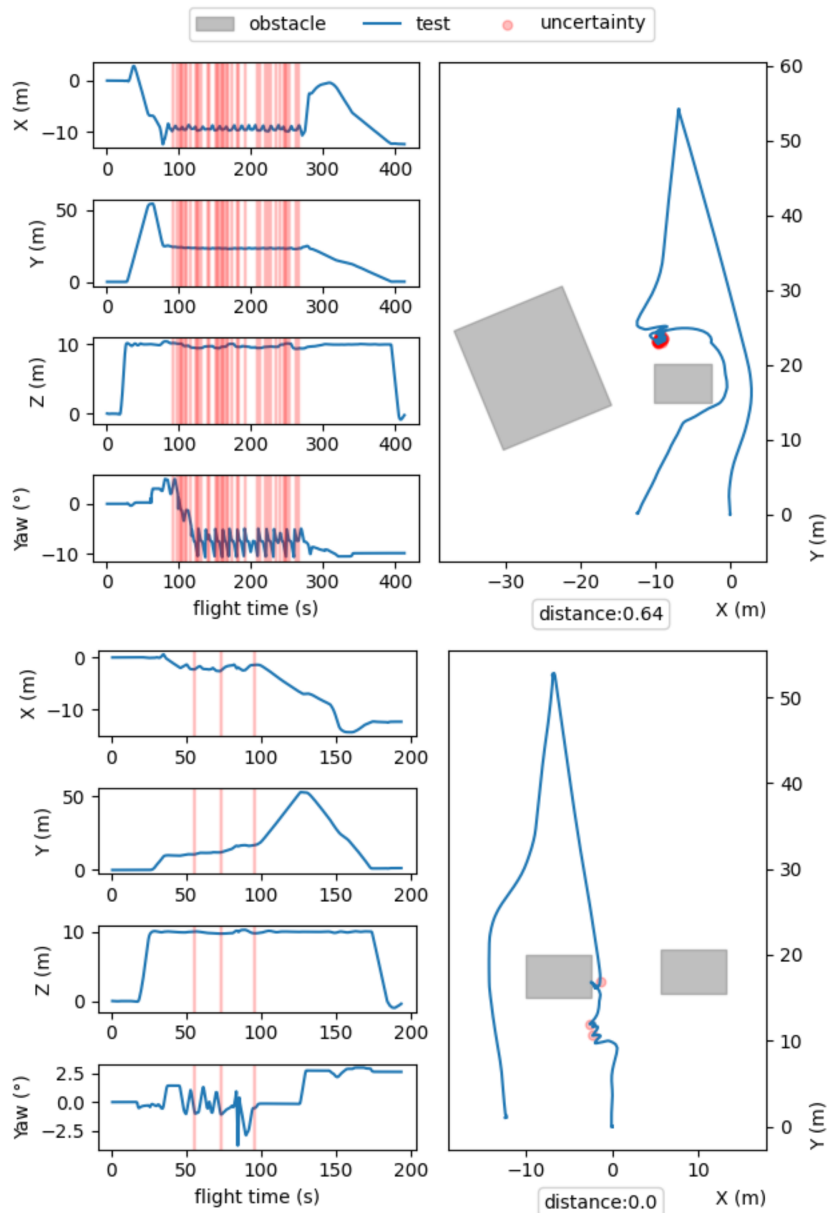 obstacle test uncertainty
X (m)
0
−10
0 100 200 300 400
Y (m)
50
0
0 100 200 300 400
Z (m)
10
0
0 100 200 300 400
Yaw (°)
0
−10
0 100 200 300 400
flight time (s)
60
50
40
30
20
10
0
Y (m)
−30 −20 −10 0
X (m)
distance:0.64
X (m)
0
−10
0 50 100 150 200
Y (m)
50
0
0 50 100 150 200
Z (m)
10
0
0 50 100 150 200
Yaw (°)
2.5
0.0
−2.5
0 50 100 150 200
flight time (s)
50
40
30
20
10
0
Y (m)
−10 0 10
X (m)
distance:0.0